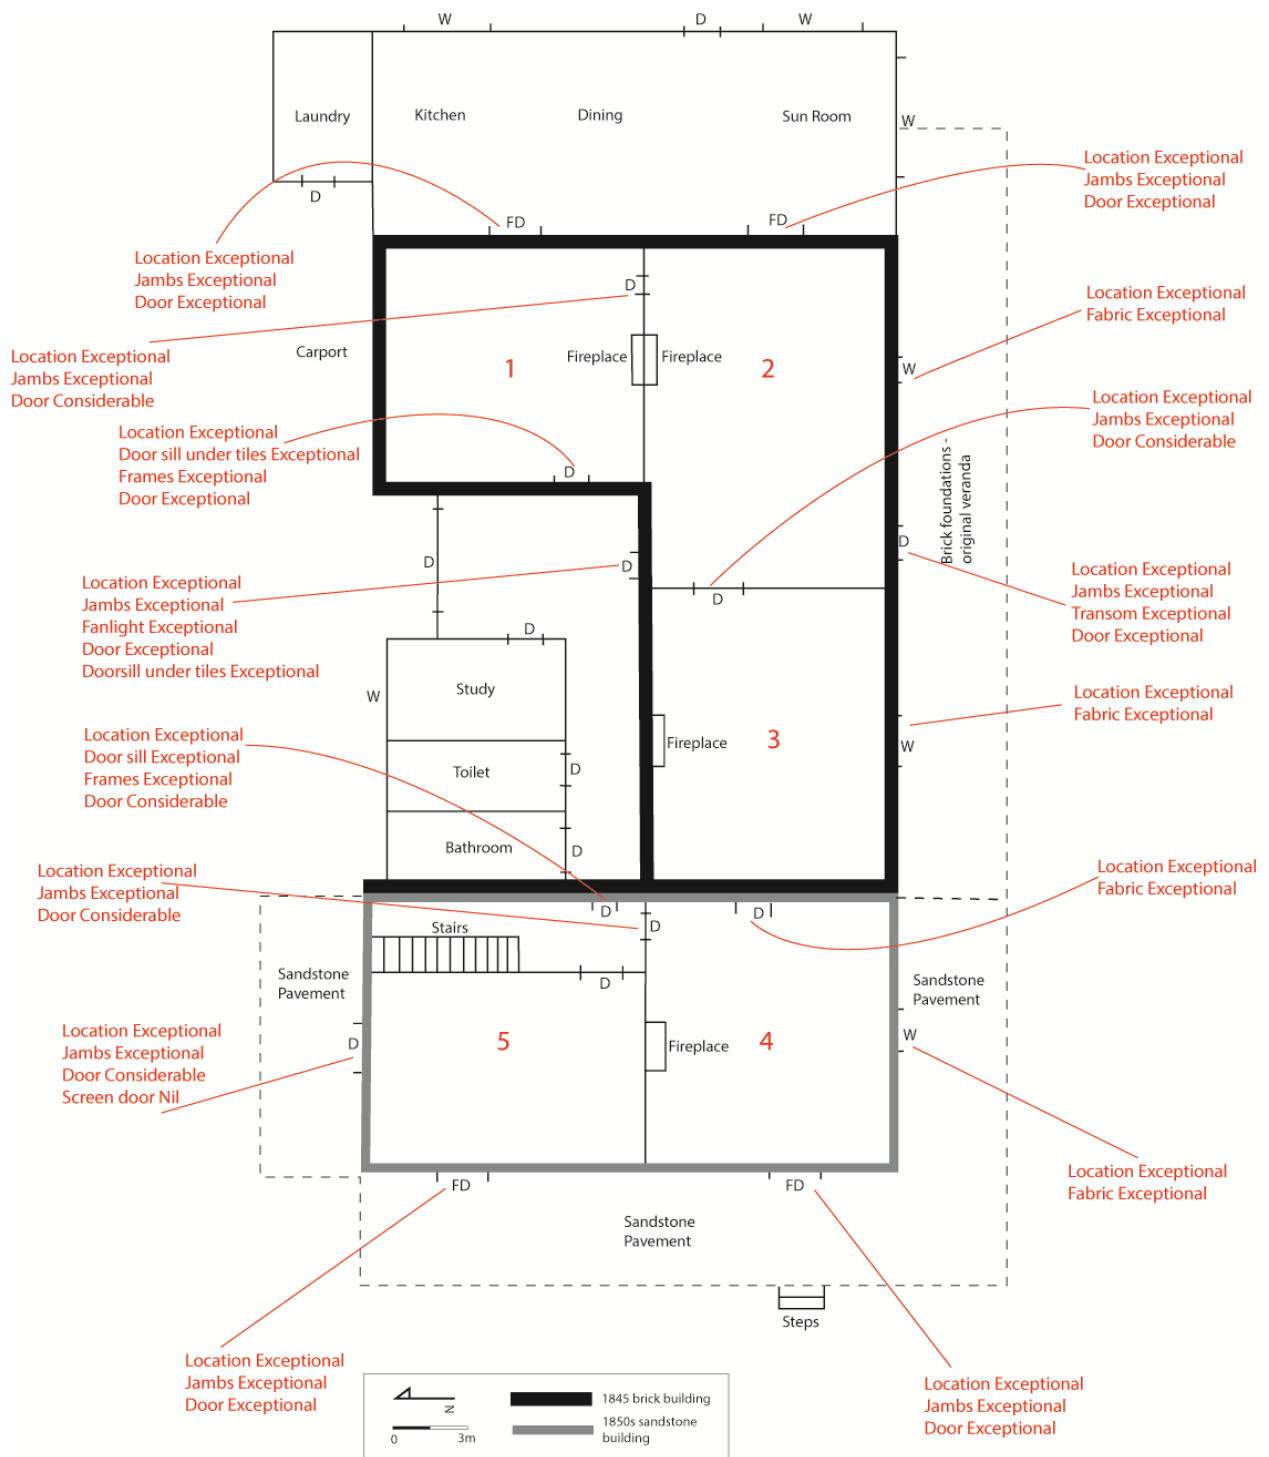 W
D
W
Laundry
Kitchen
Dining
Sun Room
W
D
FD
FD
Location Exceptional
Jambs Exceptional
Door Exceptional
Location Exceptional
Jambs Exceptional
Door Exceptional
D
Location Exceptional
Fabric Exceptional
Carport
Location Exceptional
Jambs Exceptional
Door Considerable
1
Fireplace
Fireplace
2
W
Location Exceptional
Jambs Exceptional
Door Considerable
Location Exceptional
Door sill under tiles Exceptional
Frames Exceptional
Door Exceptional
D
Brick foundations -
original veranda
D
D
D
D
Location Exceptional
Jambs Exceptional
Transom Exceptional
Door Exceptional
Location Exceptional
Jambs Exceptional
Fanlight Exceptional
Door Exceptional
Doorsill under tiles Exceptional
D
W
Study
Location Exceptional
Fabric Exceptional
Location Exceptional
Door sill Exceptional
Frames Exceptional
Door Considerable
Fireplace
3
W
Toilet
D
Bathroom
D
Location Exceptional
Jambs Exceptional
Door Considerable
Location Exceptional
Fabric Exceptional
D
D
D
Stairs
D
Sandstone
Pavement
Sandstone
Pavement
Location Exceptional
Jambs Exceptional
Door Considerable
Screen door Nil
D
5
Fireplace
4
W
Location Exceptional
Fabric Exceptional
FD
FD
Sandstone
Pavement
Steps
Location Exceptional
Jambs Exceptional
Door Exceptional
Location Exceptional
Jambs Exceptional
Door Exceptional
N
0
3m
1845 brick building
1850s sandstone
building